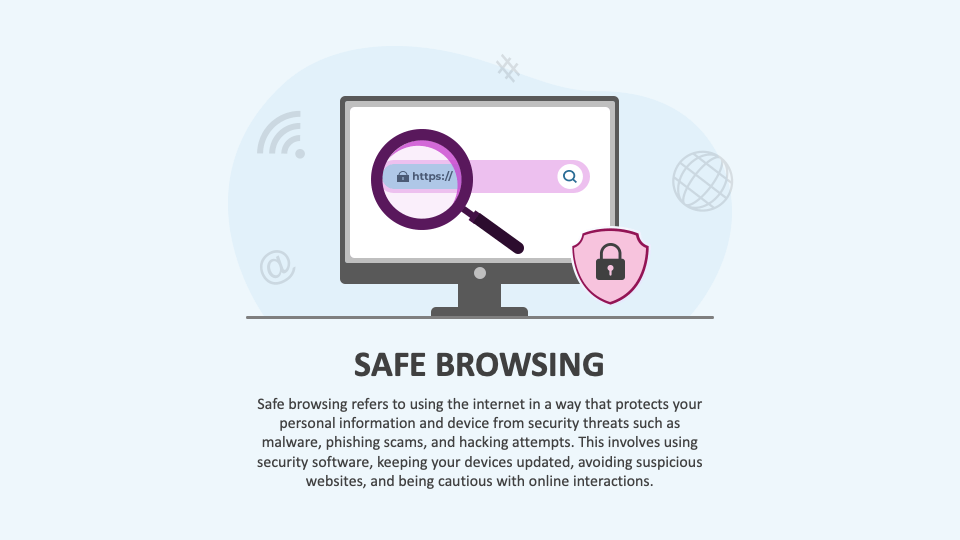 https://
SAFE BROWSING
Safe browsing refers to using the internet in a way that protects your
personal information and device from security threats such as
malware, phishing scams, and hacking attempts. This involves using
security software, keeping your devices updated, avoiding suspicious
websites, and being cautious with online interactions.